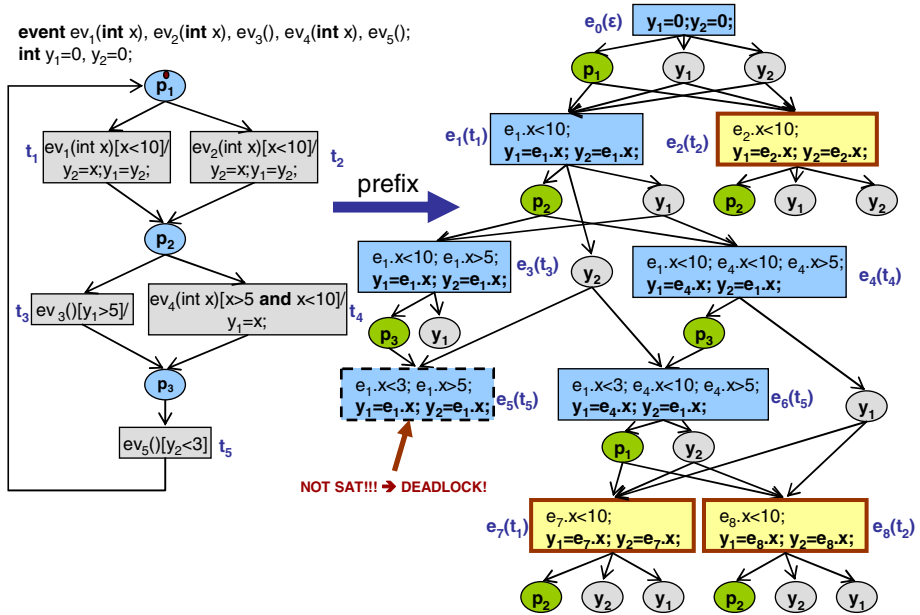 event ev₁(int x), ev₂(int x), ev₃(), ev₄(int x), ev₅();
int y₁=0, y₂=0;
p₁
t₁
ev₁(int x)[x<10]/
y₂=x;y₁=y₂;
ev₂(int x)[x<10]/
y₂=x;y₁=y₂;
t₂
p₂
t₃
ev₃()[y₁>5]/
ev₄(int x)[x>5 and x<10]/
y₁=x;
t₄
p₃
ev₅()[y₂<3]
t₅
prefix
e₀(ε)
y₁=0;y₂=0;
p₁
y₁
y₂
e₁(t₁)
e₁.x<10;
y₁=e₁.x; y₂=e₁.x;
e₂(t₂)
e₂.x<10;
y₁=e₂.x; y₂=e₂.x;
p₂
y₁
p₂
y₁
y₂
e₁.x<10; e₁.x>5;
y₁=e₁.x; y₂=e₁.x;
e₃(t₃)
y₂
e₁.x<10; e₄.x<10; e₄.x>5;
y₁=e₄.x; y₂=e₁.x;
e₄(t₄)
p₃
y₁
p₃
e₁.x<3; e₁.x>5;
y₁=e₁.x; y₂=e₁.x;
e₅(t₅)
e₁.x<3; e₄.x<10; e₄.x>5;
y₁=e₄.x; y₂=e₁.x;
e₆(t₅)
y₁
NOT SAT!!! ➔ DEADLOCK!
p₁
y₂
e₇(t₁)
e₇.x<10;
y₁=e₇.x; y₂=e₇.x;
e₈.x<10;
y₁=e₈.x; y₂=e₈.x;
e₈(t₂)
p₂
y₂
y₁
p₂
y₂
y₁